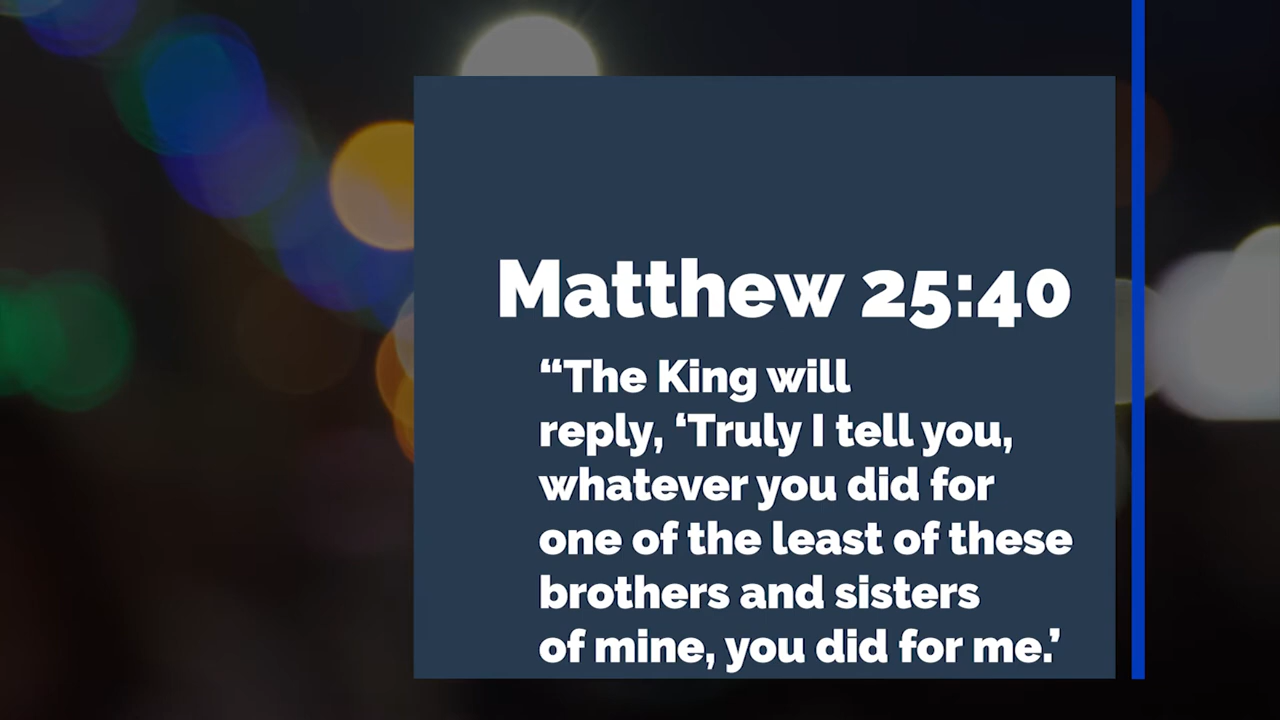 Matthew 25:40
“The King will
reply, ‘Truly I tell you,
whatever you did for
one of the least of these
brothers and sisters
of mine, you did for me.’